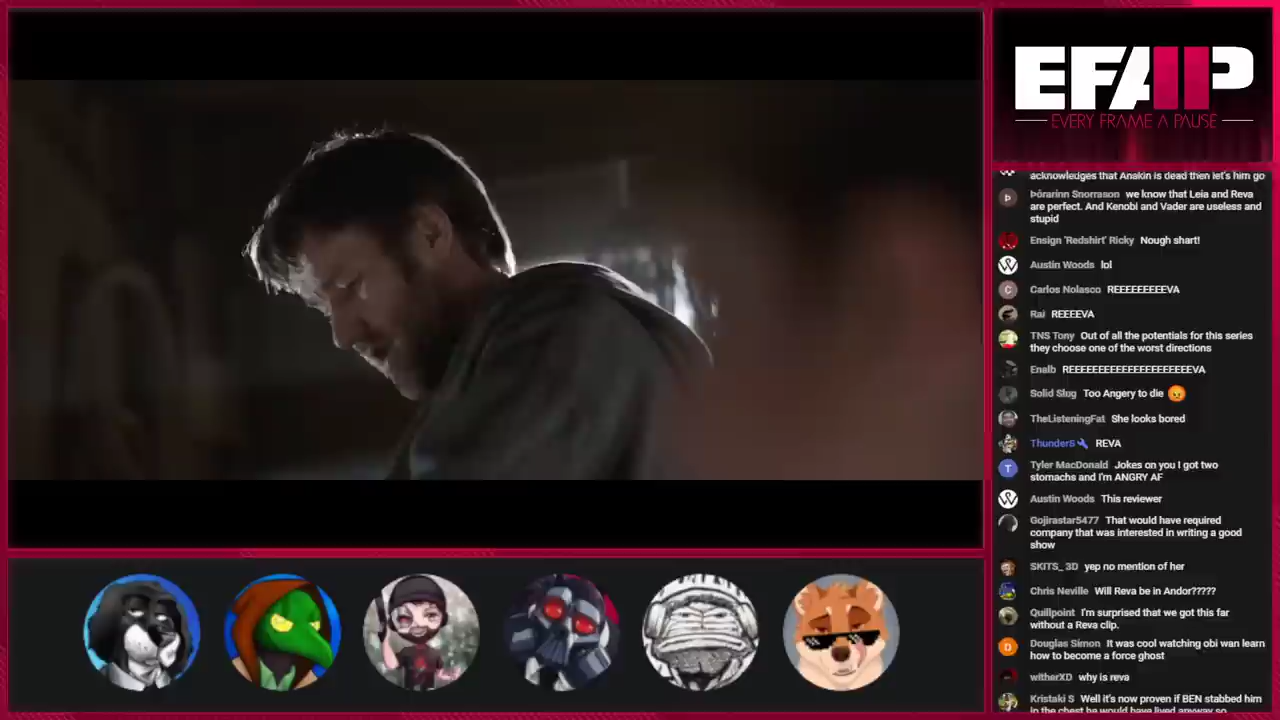 EFAP
EVERY FRAME A PAUSE
acknowledges that Anakin is dead then let's him go
Þórarinn Snorrason we know that Leia and Reva
are perfect. And Kenobi and Vader are useless and
stupid
Ensign 'Redshirt' Ricky Nough shart!
Austin Woods lol
Carlos Nolasco REEEEEEEEEVA
Rai REEEEVA
TNS Tony Out of all the potentials for this series
they choose one of the worst directions
Enalb REEEEEEEEEEEEEEEEEEEEEVA
Solid Slug Too Angery to die 😡
TheListeningFat She looks bored
ThunderS REVA
Tyler MacDonald Jokes on you I got two
stomachs and I'm ANGRY AF
Austin Woods This reviewer
Gojirastar5477 That would have required
company that was interested in writing a good
show
SKITS_3D yep no mention of her
Chris Neville Will Reva be in Andor?????
Quillpoint I'm surprised that we got this far
without a Reva clip.
Douglas Simon It was cool watching obi wan learn
how to become a force ghost
witherXD why is reva
Kristaki S Well it's now proven if BEN stabbed him
in the chest he would have lived anyway so